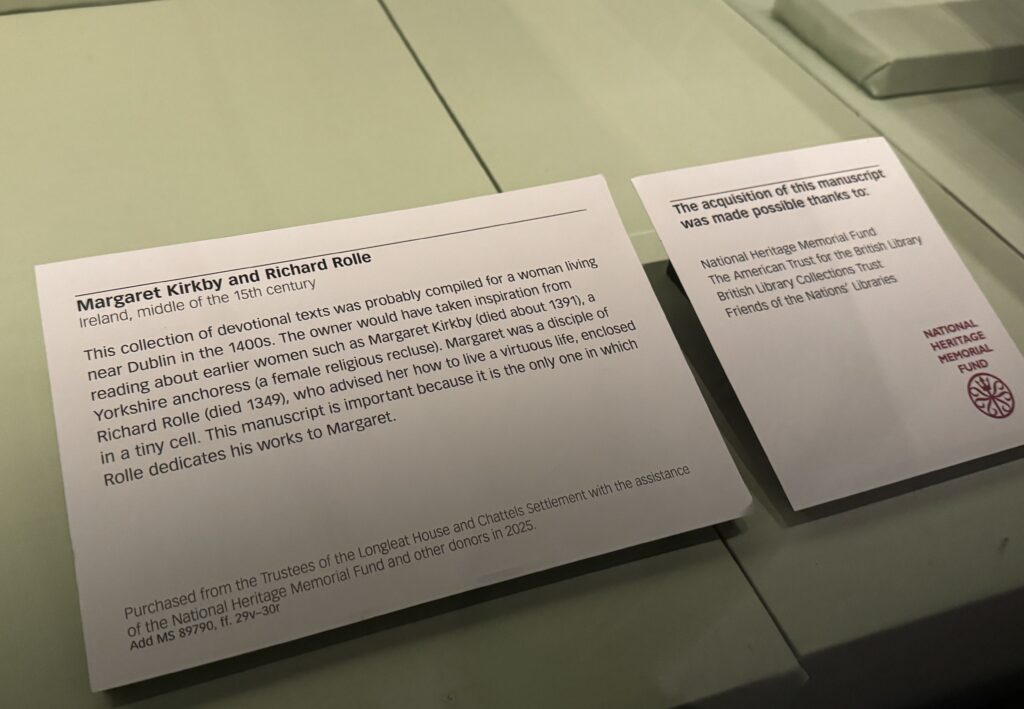 Margaret Kirkby and Richard Rolle
Ireland, middle of the 15th century
This collection of devotional texts was probably compiled for a woman living
near Dublin in the 1400s. The owner would have taken inspiration from
reading about earlier women such as Margaret Kirkby (died about 1391), a
Yorkshire anchoress (a female religious recluse). Margaret was a disciple of
Richard Rolle (died 1349), who advised her how to live a virtuous life, enclosed
in a tiny cell. This manuscript is important because it is the only one in which
Rolle dedicates his works to Margaret.
Purchased from the Trustees of the Longleat House and Chattels Settlement with the assistance
of the National Heritage Memorial Fund and other donors in 2025.
Add MS 89790, ff. 29v–30r
The acquisition of this manuscript
was made possible thanks to:
National Heritage Memorial Fund
The American Trust for the British Library
British Library Collections Trust
Friends of the Nations' Libraries
NATIONAL
HERITAGE
MEMORIAL
FUND